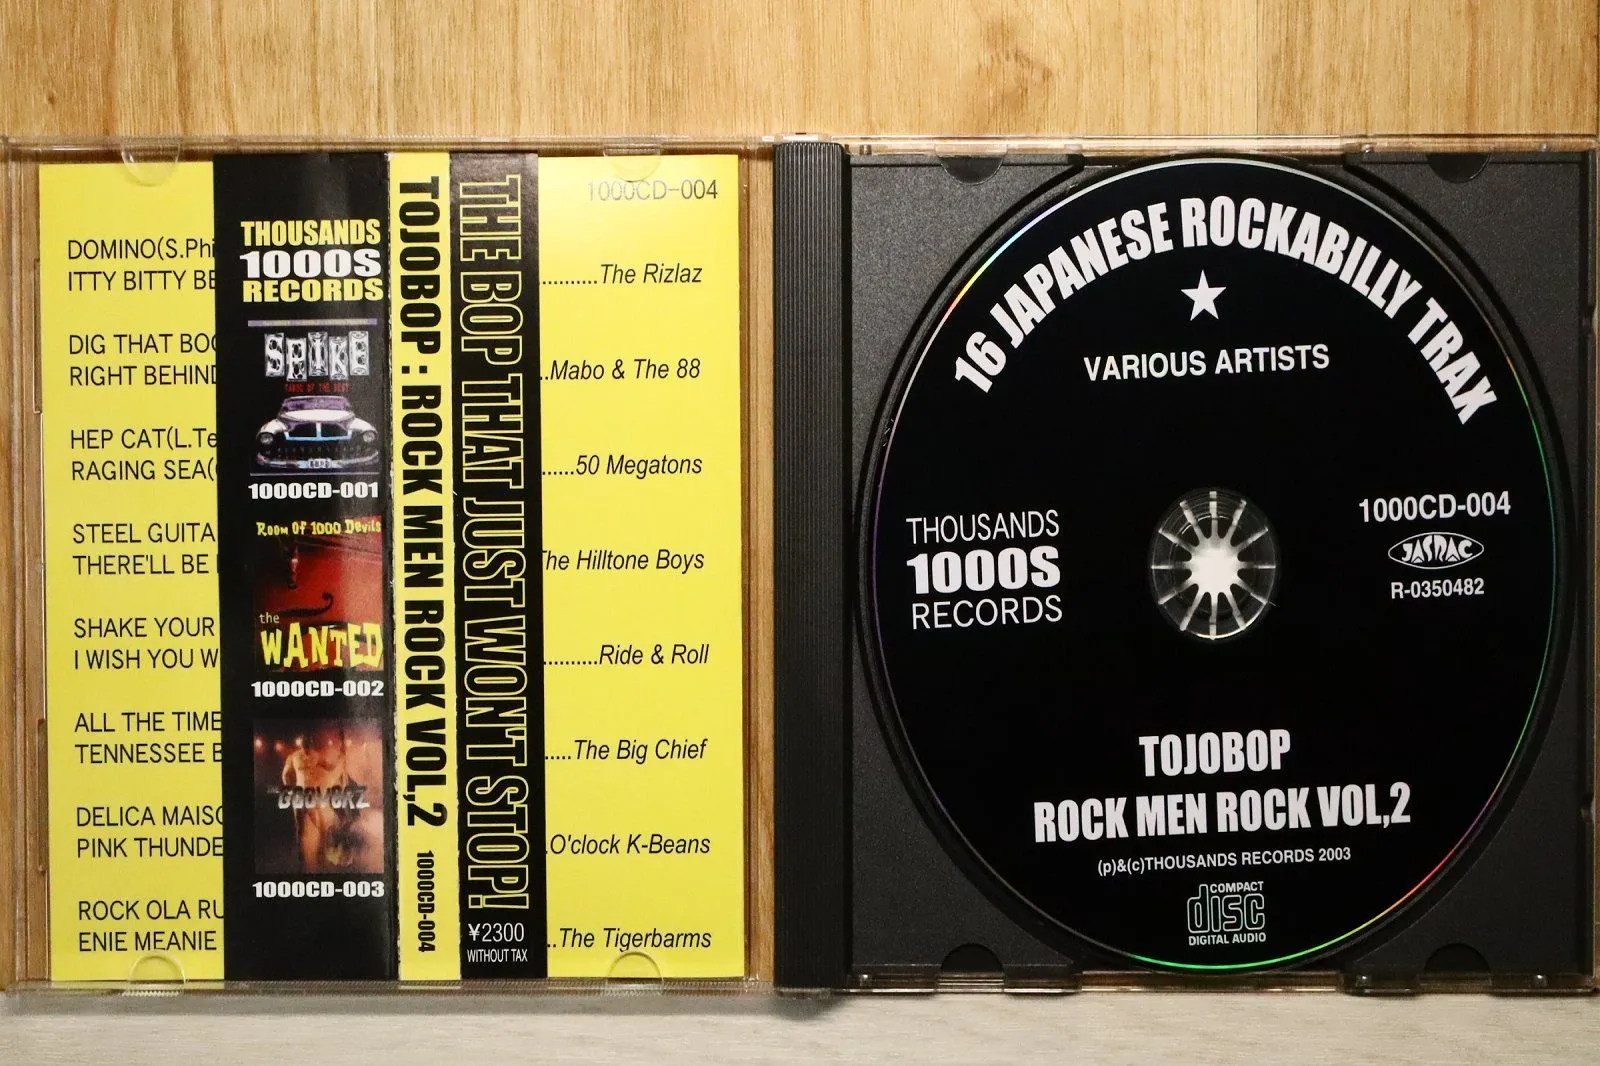 1000CD-004
DOMINO(S.Phi
ITTY BITTY BE
..........The Rizlaz
DIG THAT BOO
RIGHT BEHIND
..Mabo & The 88
HEP CAT(L.Te
RAGING SEA(
.....50 Megatons
STEEL GUITA
THERE'LL BE
The Hilltone Boys
SHAKE YOUR
I WISH YOU W
..........Ride & Roll
ALL THE TIME
TENNESSEE B
.....The Big Chief
DELICA MAISO
PINK THUNDE
.O'clock K-Beans
ROCK OLA RU
ENIE MEANIE
..The Tigerbarms
THOUSANDS
1000S
RECORDS
SPIKE
1000CD-001
Room Of 1000 Devils
the
WANTED
1000CD-002
1000CD-003
TOJOBOP : ROCK MEN ROCK VOL,2
1000CD-004
THE BOP THAT JUST WON'T STOP!
¥2300
WITHOUT TAX
16 JAPANESE ROCKABILLY TRAX
VARIOUS ARTISTS
THOUSANDS
1000S
RECORDS
1000CD-004
JASRAC
R-0350482
TOJOBOP
ROCK MEN ROCK VOL,2
(p)&(c)THOUSANDS RECORDS 2003
COMPACT
disc
DIGITAL AUDIO